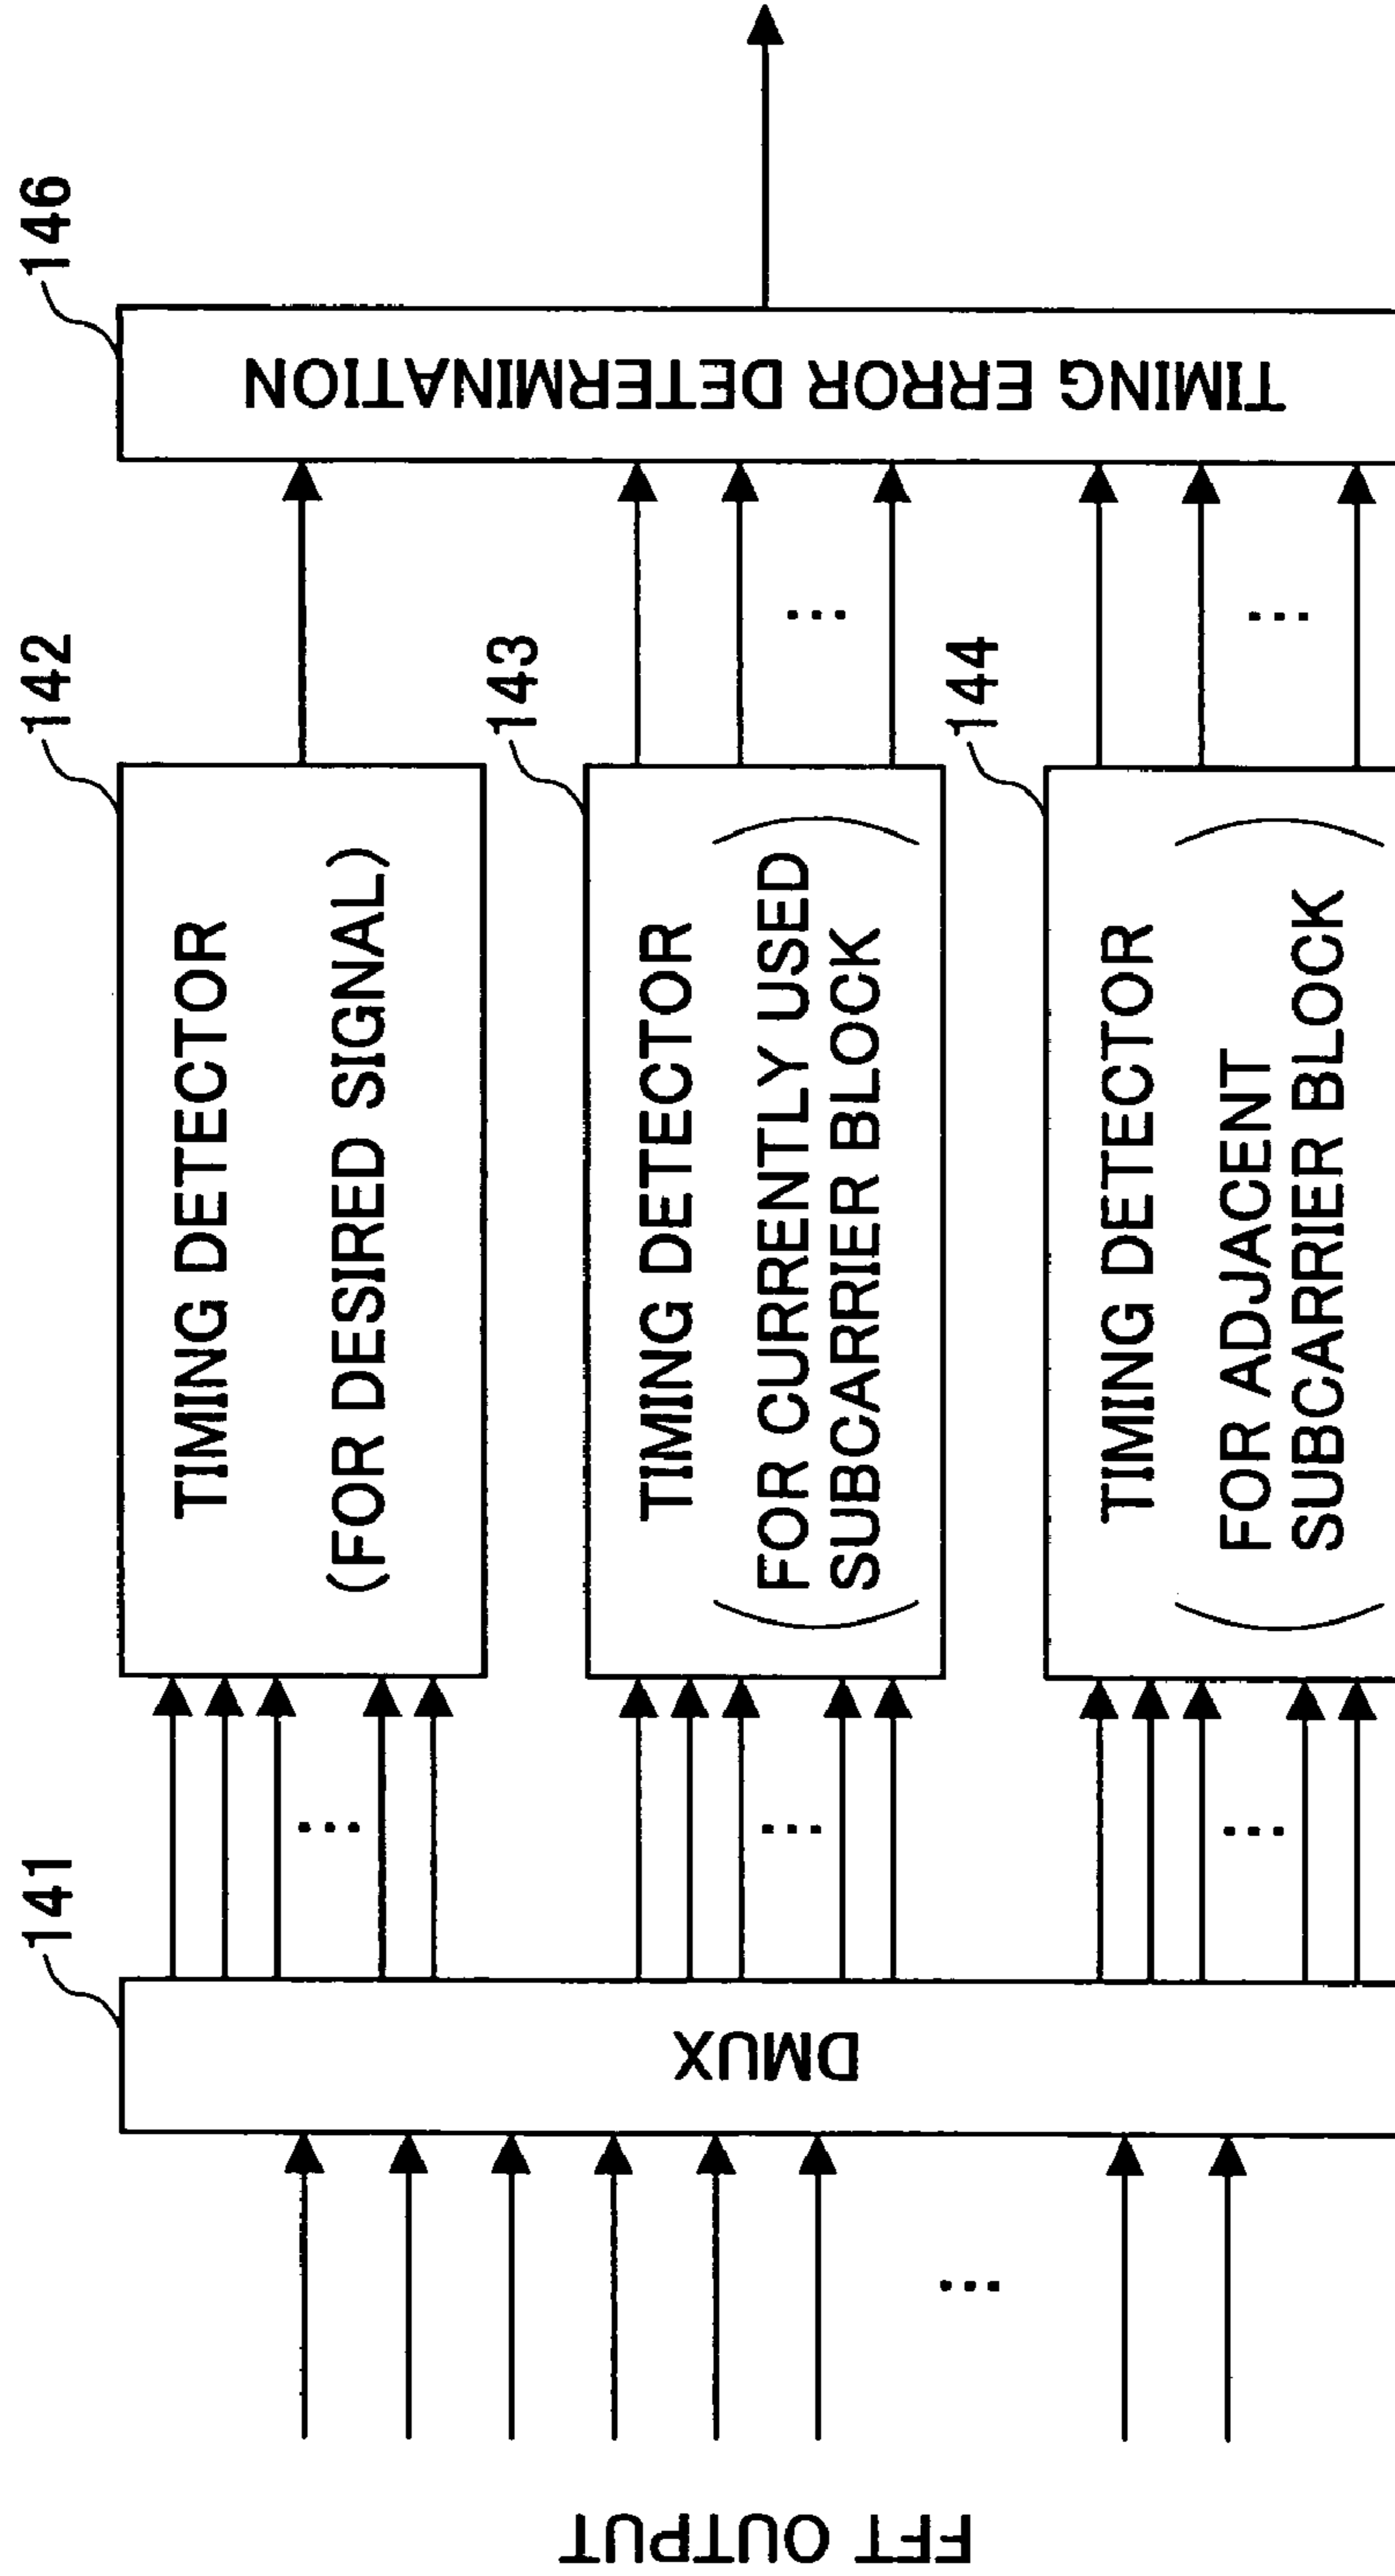 FFT OUTPUT
141
DMUX
142
TIMING DETECTOR
(FOR DESIRED SIGNAL)
143
TIMING DETECTOR
(FOR CURRENTLY USED
SUBCARRIER BLOCK)
144
TIMING DETECTOR
(FOR ADJACENT
SUBCARRIER BLOCK)
146
TIMING ERROR DETERMINATION